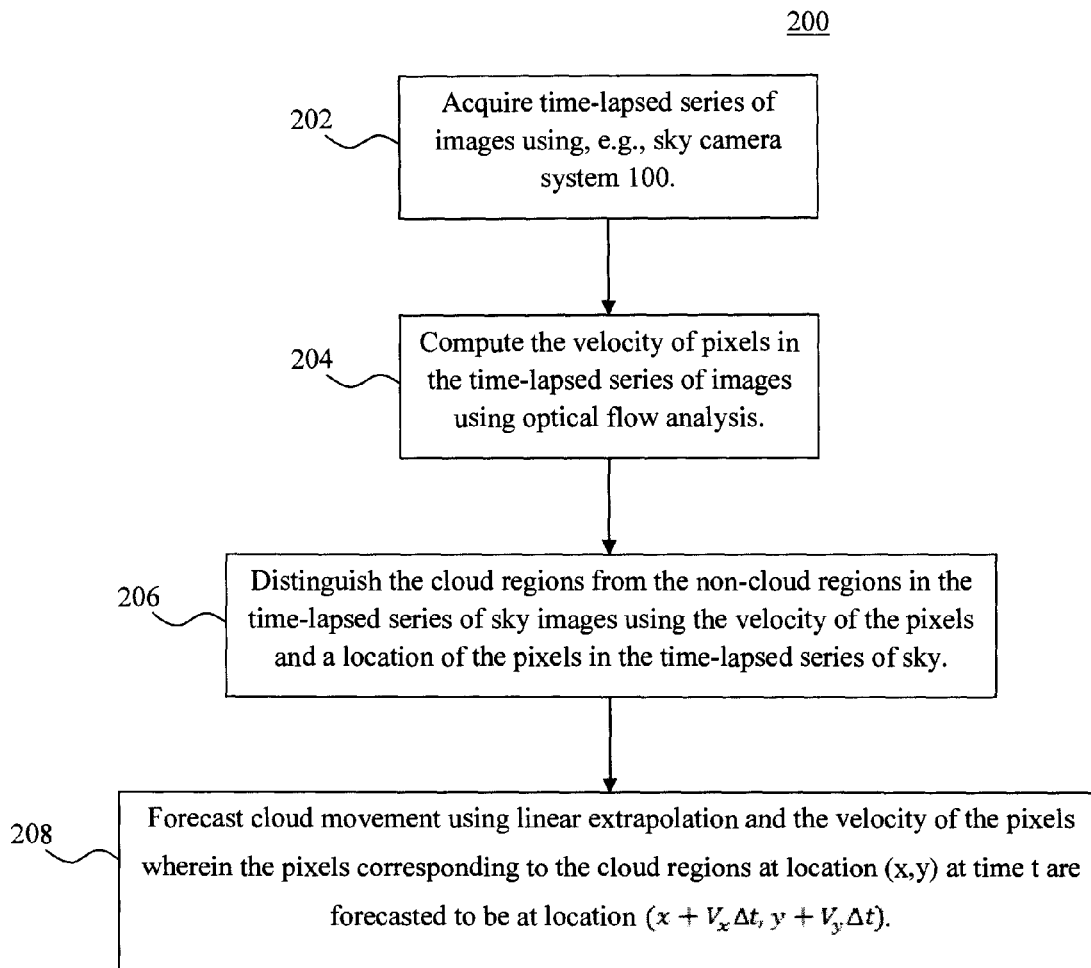 200
202
Acquire time-lapsed series of
images using, e.g., sky camera
system 100.
204
Compute the velocity of pixels in
the time-lapsed series of images
using optical flow analysis.
206
Distinguish the cloud regions from the non-cloud regions in the
time-lapsed series of sky images using the velocity of the pixels
and a location of the pixels in the time-lapsed series of sky.
208
Forecast cloud movement using linear extrapolation and the velocity of the pixels
wherein the pixels corresponding to the cloud regions at location (x,y) at time t are
forecasted to be at location (x + Vₓ Δt, y + Vᵧ Δt).